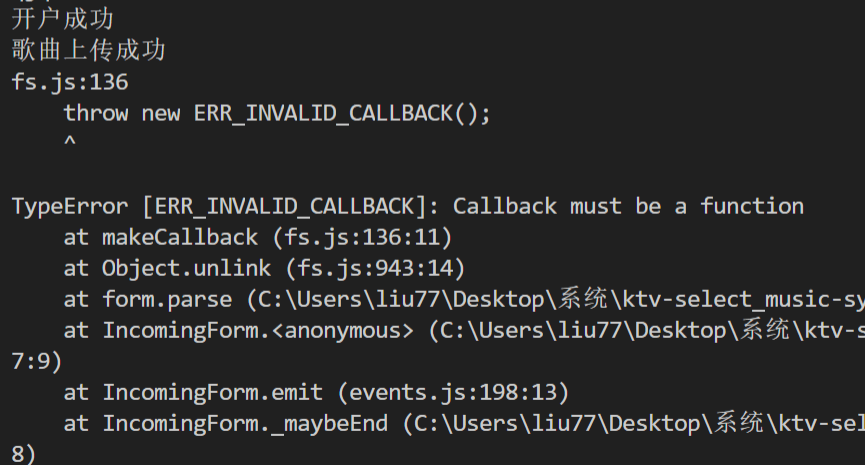 开户成功
歌曲上传成功
fs.js:136
    throw new ERR_INVALID_CALLBACK();
    ^
TypeError [ERR_INVALID_CALLBACK]: Callback must be a function
    at makeCallback (fs.js:136:11)
    at Object.unlink (fs.js:943:14)
    at form.parse (C:\Users\liu77\Desktop\系统\ktv-select_music-sy
    at IncomingForm.<anonymous> (C:\Users\liu77\Desktop\系统\ktv-s
7:9)
    at IncomingForm.emit (events.js:198:13)
    at IncomingForm._maybeEnd (C:\Users\liu77\Desktop\系统\ktv-sel
8)